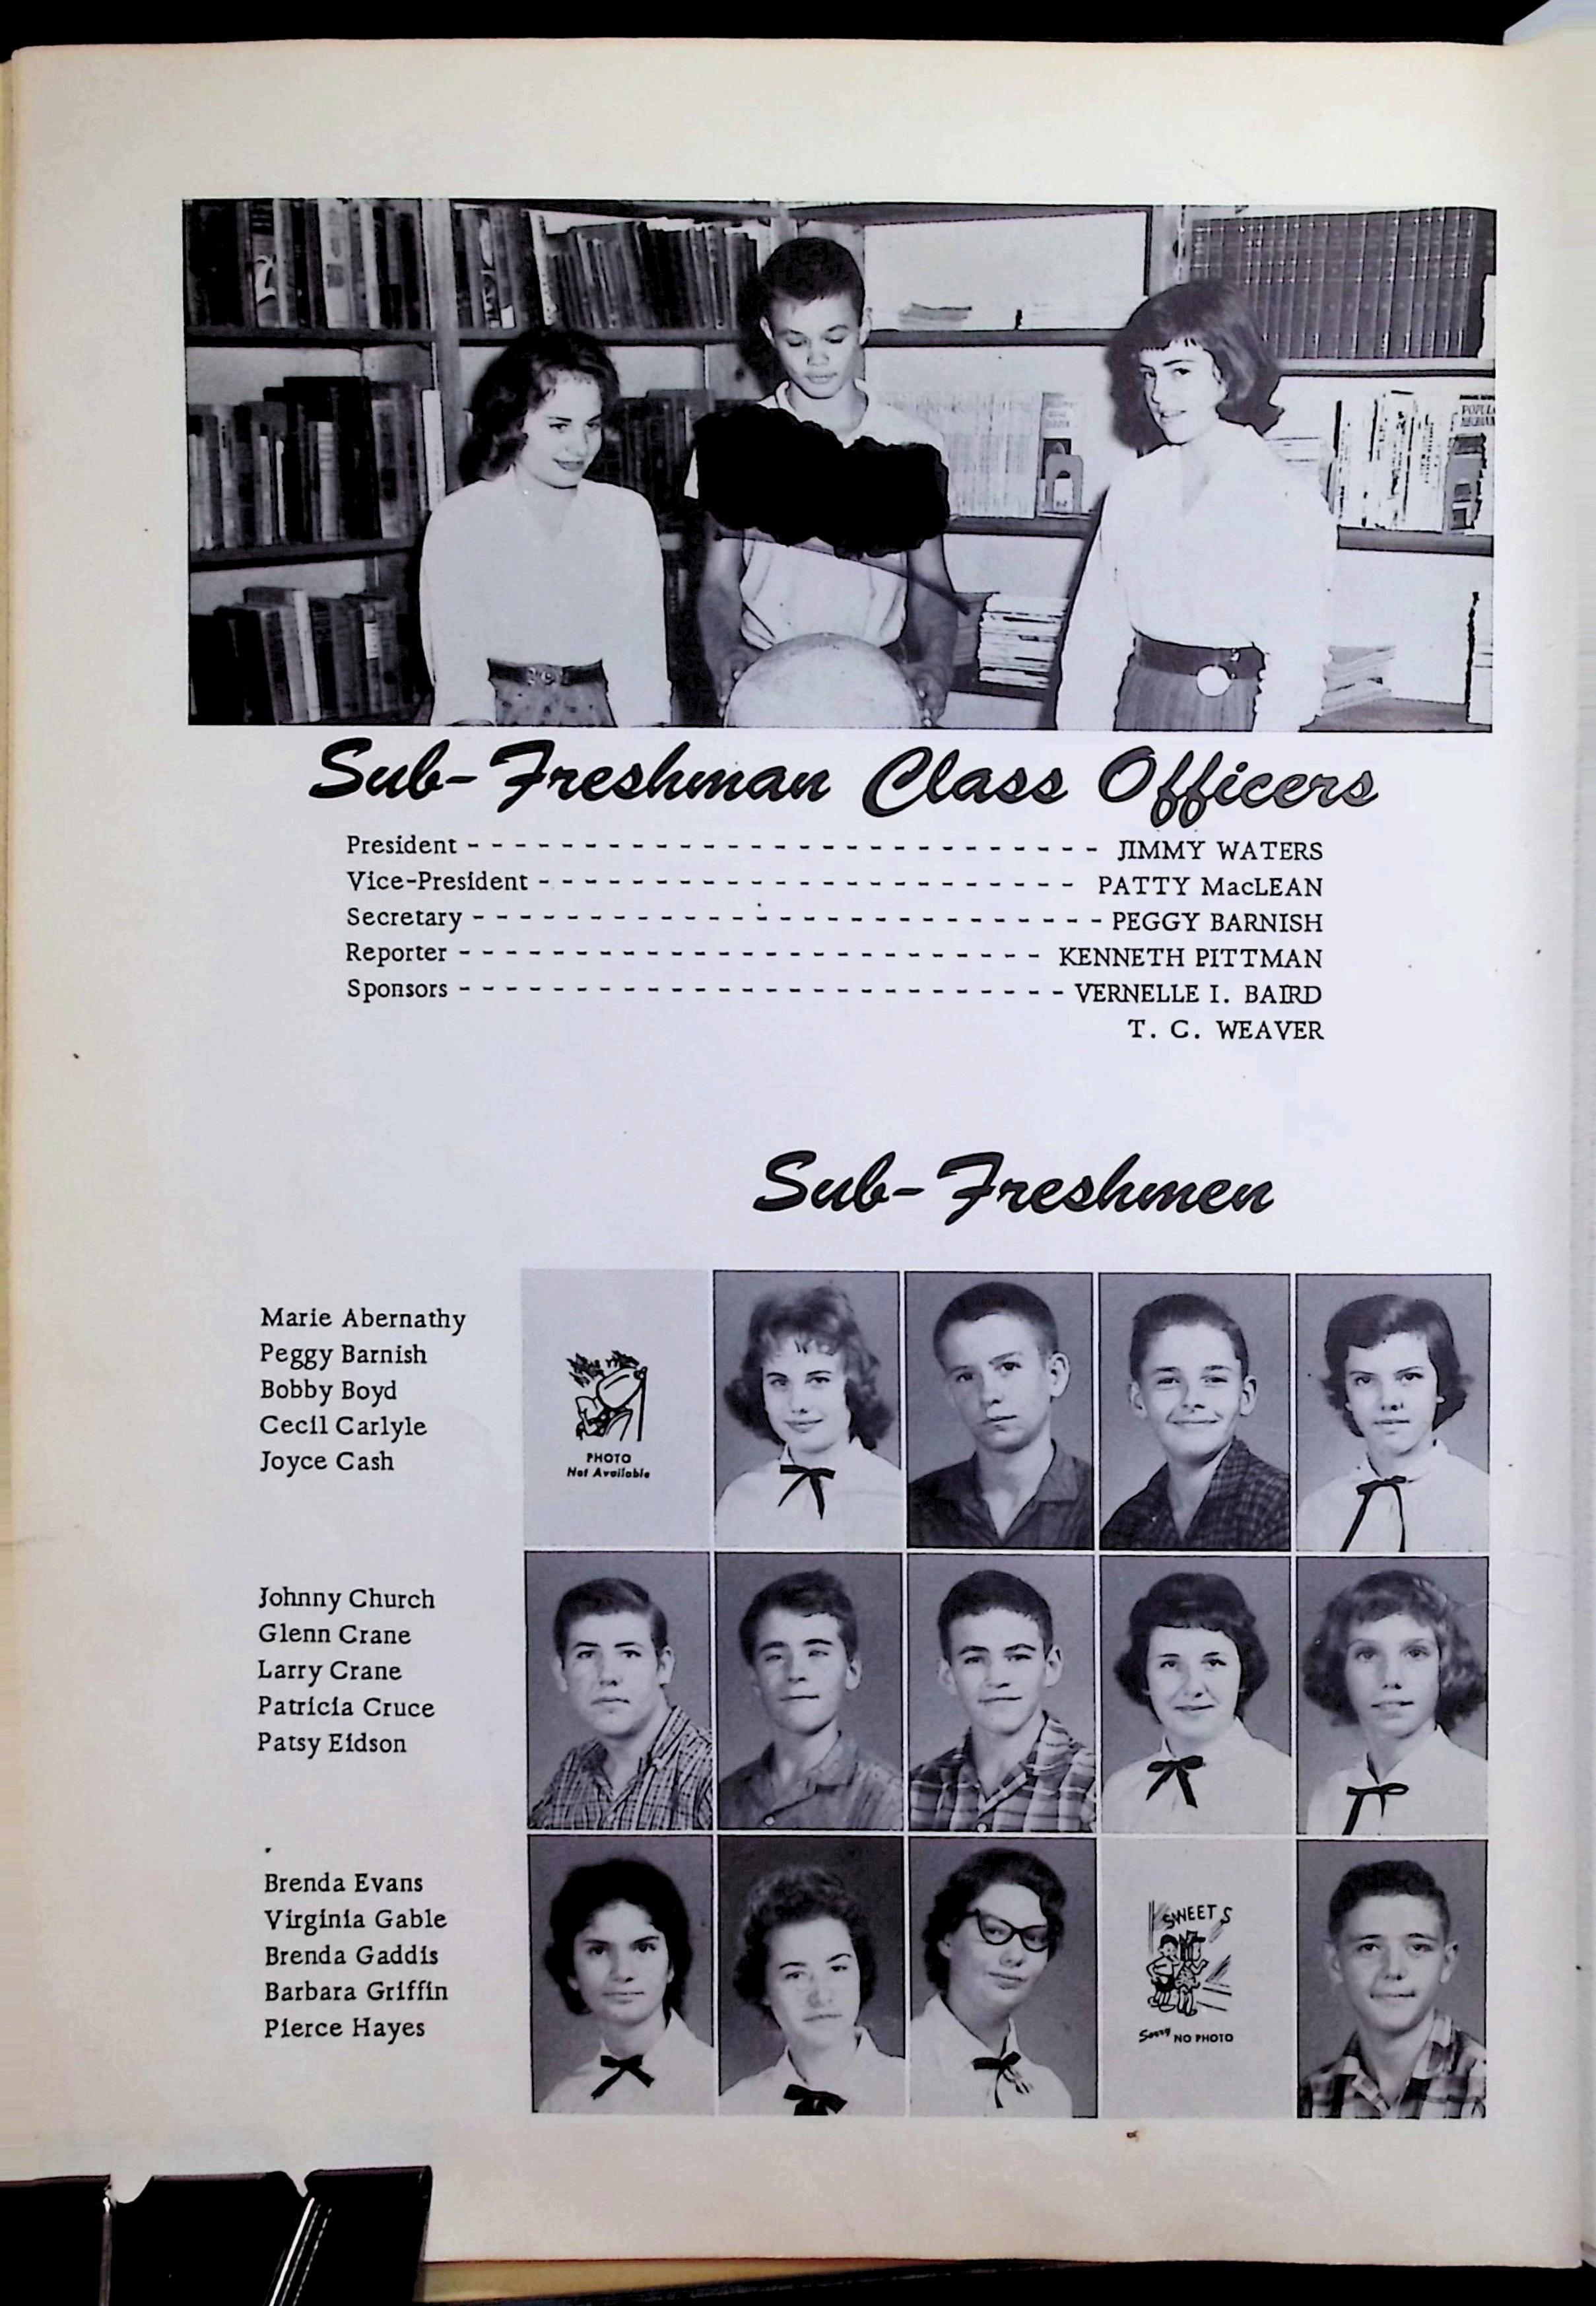 POPULAR
Sub-Freshman Class Officers
President - - - - - - - - - - - - - - - - - - - - - - - - - - - - JIMMY WATERS
Vice-President - - - - - - - - - - - - - - - - - - - - - - - - PATTY MacLEAN
Secretary - - - - - - - - - - - - - - - - - - - - - - - - - - - - PEGGY BARNISH
Reporter - - - - - - - - - - - - - - - - - - - - - - - - - - KENNETH PITTMAN
Sponsors - - - - - - - - - - - - - - - - - - - - - - - - - - - VERNELLE I. BAIRD
T. C. WEAVER
Sub-Freshmen
Marie Abernathy
Peggy Barnish
Bobby Boyd
Cecil Carlyle
Joyce Cash
PHOTO
Not Available
Johnny Church
Glenn Crane
Larry Crane
Patricia Cruce
Patsy Eidson
Brenda Evans
Virginia Gable
Brenda Gaddis
Barbara Griffin
Pierce Hayes
SWEETS
Sorry NO PHOTO